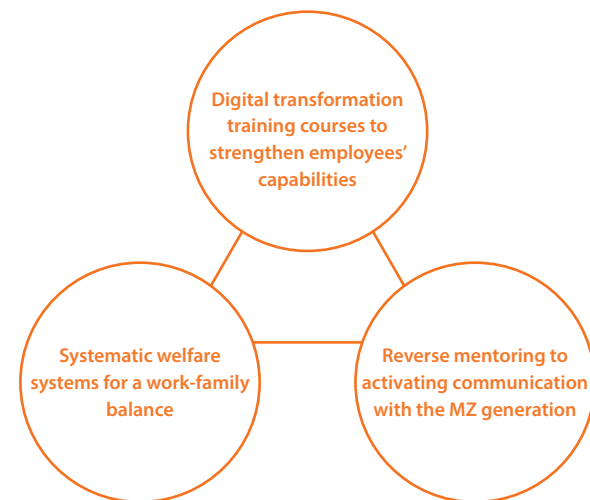 Digital transformation
training courses to
strengthen employees’
capabilities
Systematic welfare
systems for a work-family
balance
Reverse mentoring to
activating communication
with the MZ generation